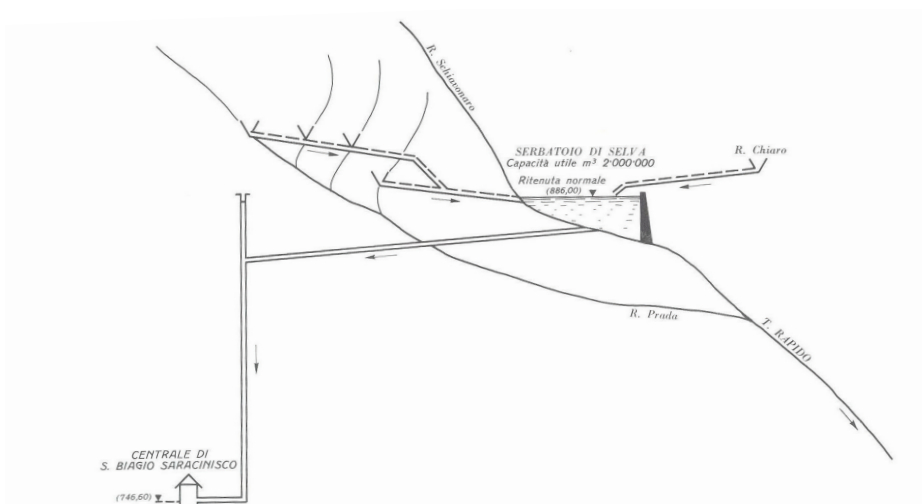 R. Schiavonaro
SERBATOIO DI SELVA
Capacità utile m³ 2'000'000
Ritenuta normale
(886,00)
R. Chiaro
R. Prada
T. RAPIDO
CENTRALE DI
S. BIAGIO SARACINISCO
(746,60)